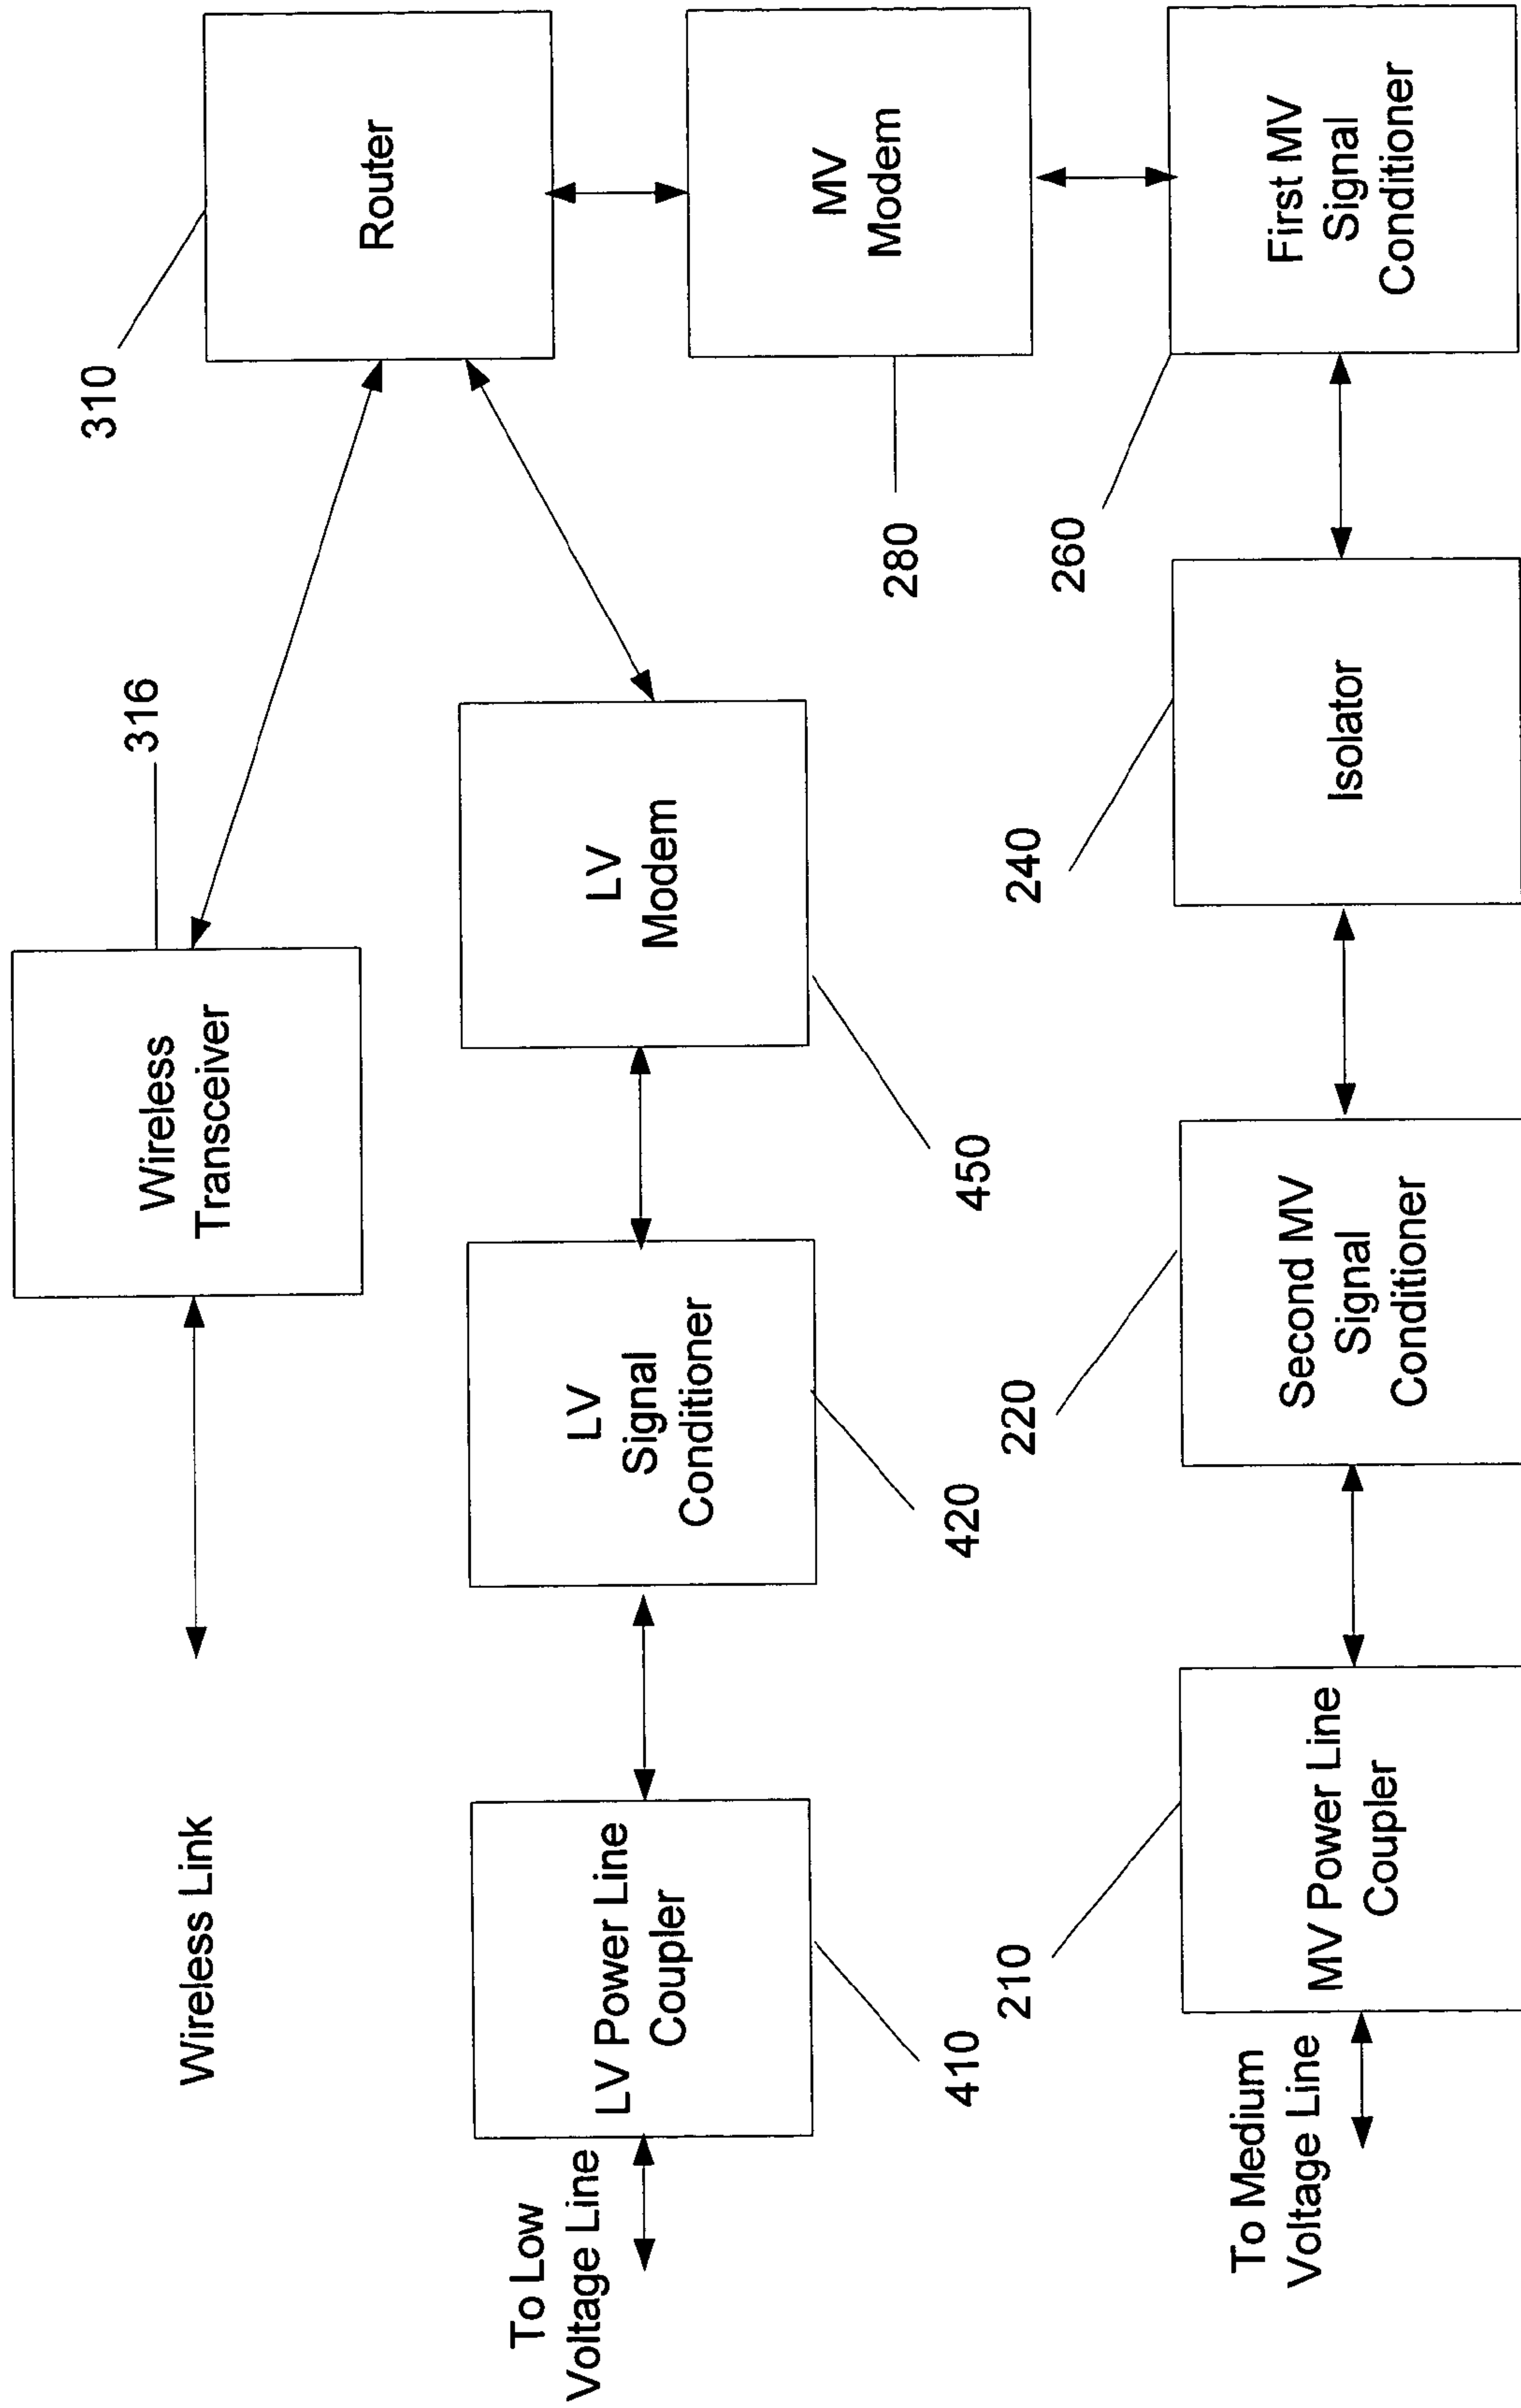 Wireless Link
Wireless
Transceiver
316
310
Router
To Low
Voltage Line
LV Power Line
Coupler
410
LV
Signal
Conditioner
420
LV
Modem
450
MV
Modem
280
To Medium
Voltage Line
210
MV Power Line
Coupler
220
Second MV
Signal
Conditioner
240
Isolator
260
First MV
Signal
Conditioner